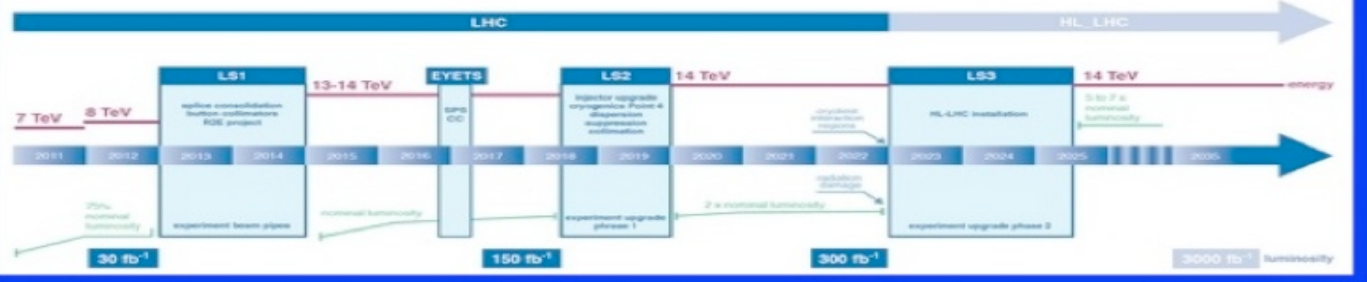 LHC
HL_LHC
LS1
EYETS
LS2
14 TeV
LS3
14 TeV
13-14 TeV
energy
7 TeV
8 TeV
splice consolidation
button collimators
R2E project
SPS
CC
injector upgrade
cryogenics Point 4
dispersion
suppression
collimation
cryolimit
interaction
regions
HL-LHC installation
5 to 7 x
nominal
luminosity
2011
2012
2013
2014
2015
2016
2017
2018
2019
2020
2021
2022
2023
2024
2025
2035
75%
nominal
luminosity
experiment beam pipes
nominal luminosity
experiment upgrade
phrase 1
2 x nominal luminosity
radiation
damage
experiment upgrade phase 2
30 fb-1
150 fb-1
300 fb-1
3000 fb-1
luminosity